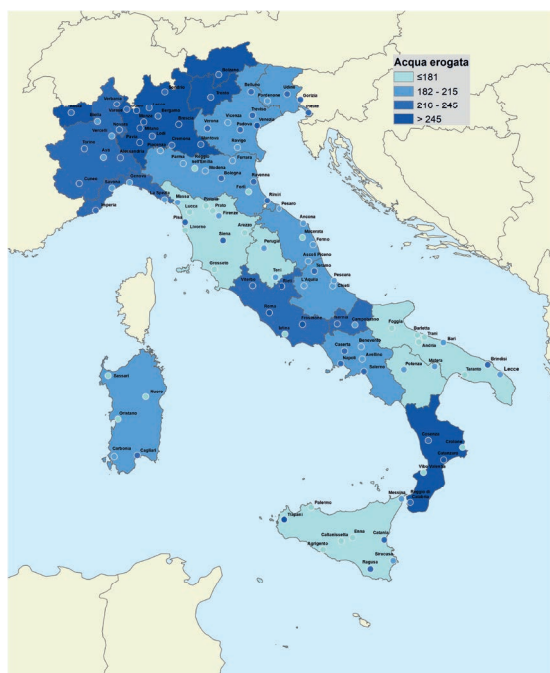 Acqua erogata
≤181
182 - 215
> 245
Bolzano
Trento
Belluno
Udine
Pordenone
Gorizia
Treviso
Venezia
Vicenza
Verona
Padova
Rovigo
Mantova
Cremona
Brescia
Bergamo
Sondrio
Verbania
Varese
Milano
Novara
Vercelli
Torino
Asti
Alessandria
Cuneo
Savona
Genova
Imperia
La Spezia
Piacenza
Parma
Reggio
Modena
Bologna
Ferrara
Ravenna
Forlì
Rimini
Pesaro
Ancona
Macerata
Fermo
Ascoli Piceno
Teramo
Massa
Lucca
Pistoia
Prato
Firenze
Pisa
Livorno
Arezzo
Siena
Grosseto
Perugia
Terni
Viterbo
Rieti
Roma
Latina
Frosinone
L'Aquila
Pescara
Chieti
Isernia
Campobasso
Caserta
Benevento
Napoli
Avellino
Salerno
Foggia
Barletta
Trani
Andria
Bari
Brindisi
Taranto
Lecce
Potenza
Matera
Cosenza
Crotone
Catanzaro
Vibo Valentia
Reggio di
Calabria
Messina
Palermo
Trapani
Caltanissetta
Enna
Catania
Agrigento
Siracusa
Ragusa
Sassari
Nuoro
Oristano
Carbonia
Cagliari